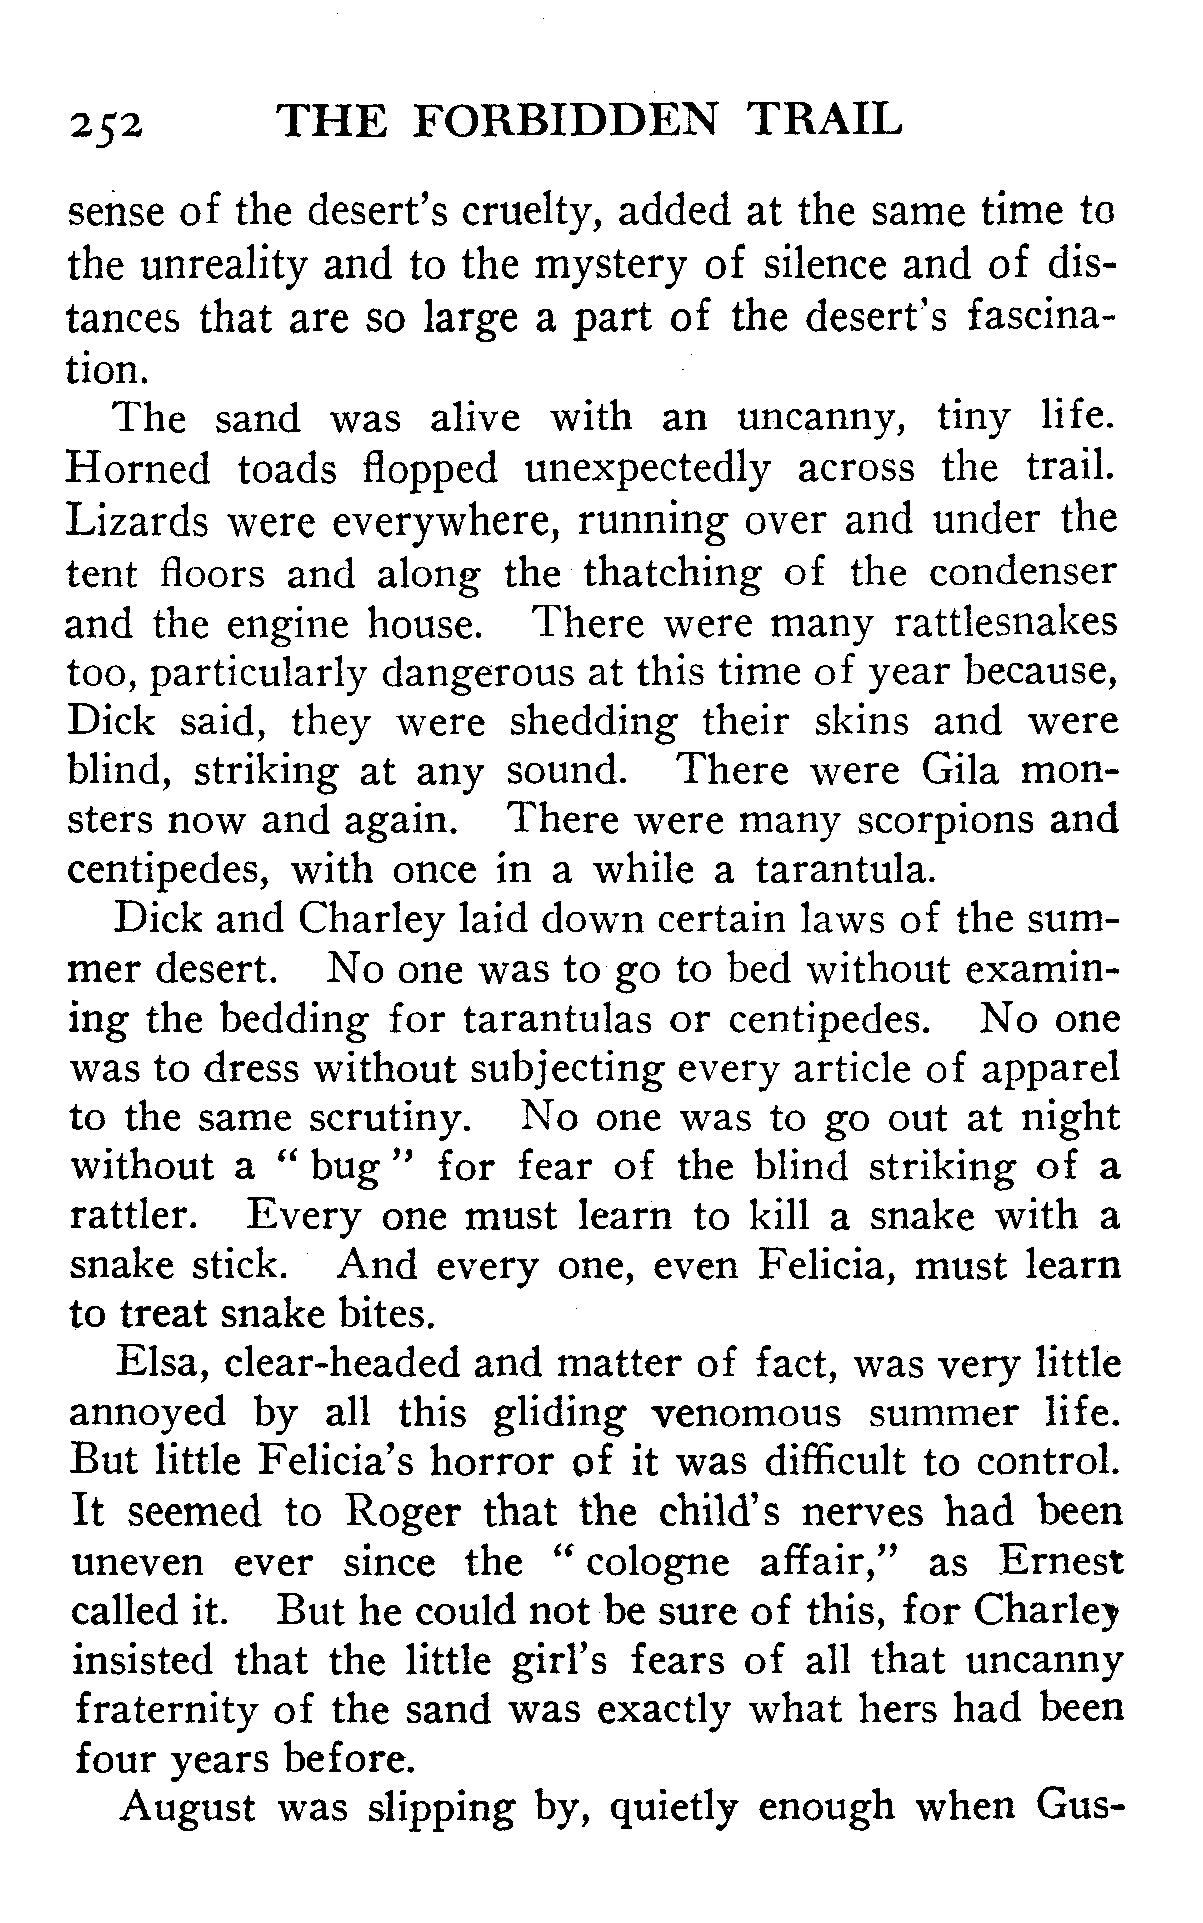 252 THE FORBIDDEN TRAIL
sense of the desert's cruelty, added at the same time to
the unreality and to the mystery of silence and of dis-
tances that are so large a part of the desert's fascina-
tion.
The sand was alive with an uncanny, tiny life.
Horned toads flopped unexpectedly across the trail.
Lizards were everywhere, running over and under the
tent floors and along the thatching of the condenser
and the engine house. There were many rattlesnakes
too, particularly dangerous at this time of year because,
Dick said, they were shedding their skins and were
blind, striking at any sound. There were Gila mon-
sters now and again. There were many scorpions and
centipedes, with once in a while a tarantula.
Dick and Charley laid down certain laws of the sum-
mer desert. No one was to go to bed without examin-
ing the bedding for tarantulas or centipedes. No one
was to dress without subjecting every article of apparel
to the same scrutiny. No one was to go out at night
without a " bug " for fear of the blind striking of a
rattler. Every one must learn to kill a snake with a
snake stick. And every one, even Felicia, must learn
to treat snake bites.
Elsa, clear-headed and matter of fact, was very little
annoyed by all this gliding venomous summer life.
But little Felicia's horror of it was difficult to control.
It seemed to Roger that the child's nerves had been
uneven ever since the " cologne affair," as Ernest
called it. But he could not be sure of this, for Charley
insisted that the little girl's fears of all that uncanny
fraternity of the sand was exactly what hers had been
four years before.
August was slipping by, quietly enough when Gus-